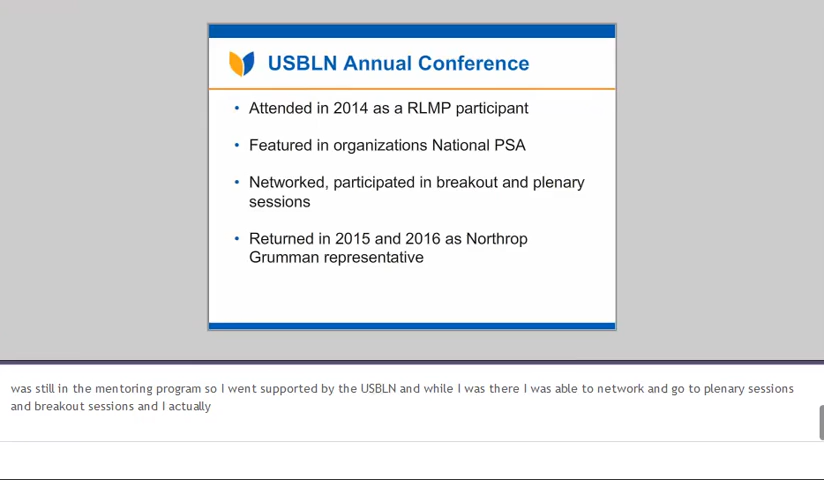 USBLN Annual Conference
• Attended in 2014 as a RLMP participant
• Featured in organizations National PSA
• Networked, participated in breakout and plenary
sessions
• Returned in 2015 and 2016 as Northrop
Grumman representative
was still in the mentoring program so I went supported by the USBLN and while I was there I was able to network and go to plenary sessions
and breakout sessions and I actually